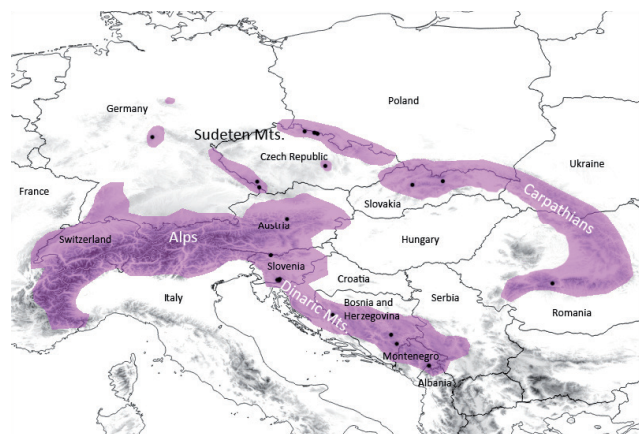 Germany
Poland
Sudeten Mts.
Czech Republic
Ukraine
France
Slovakia
Carpathians
Switzerland
Alps
Austria
Hungary
Slovenia
Croatia
Italy
Dinaric Mts.
Bosnia and
Herzegovina
Serbia
Romania
Montenegro
Albania